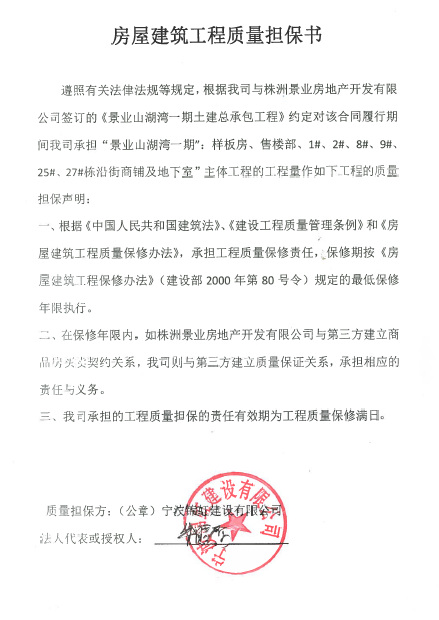 房屋建筑工程质量担保书
遵照有关法律法规等规定，根据我司与株洲景业房地产开发有限
公司签订的《景业山湖湾一期土建总承包工程》约定对该合同履行期
间我司承担“景业山湖湾一期”：样板房、售楼部、1#、2#、8#、9#、
25#、27#栋沿街商铺及地下室”主体工程的工程量作如下工程的质量
担保声明：
一、根据《中国人民共和国建筑法》、《建设工程质量管理条例》和《房
屋建筑工程质量保修办法》，承担工程质量保修责任，保修期按《房
屋建筑工程保修办法》（建设部 2000 年第 80 号令）规定的最低保修
年限执行。
二、在保修年限内，如株洲景业房地产开发有限公司与第三方建立商
品房买卖契约关系，我司则与第三方建立质量保证关系，承担相应的
责任与义务。
三、我司承担的工程质量担保的责任有效期为工程质量保修满日。
质量担保方：（公章）宁波建设有限公司
法人代表或授权人：